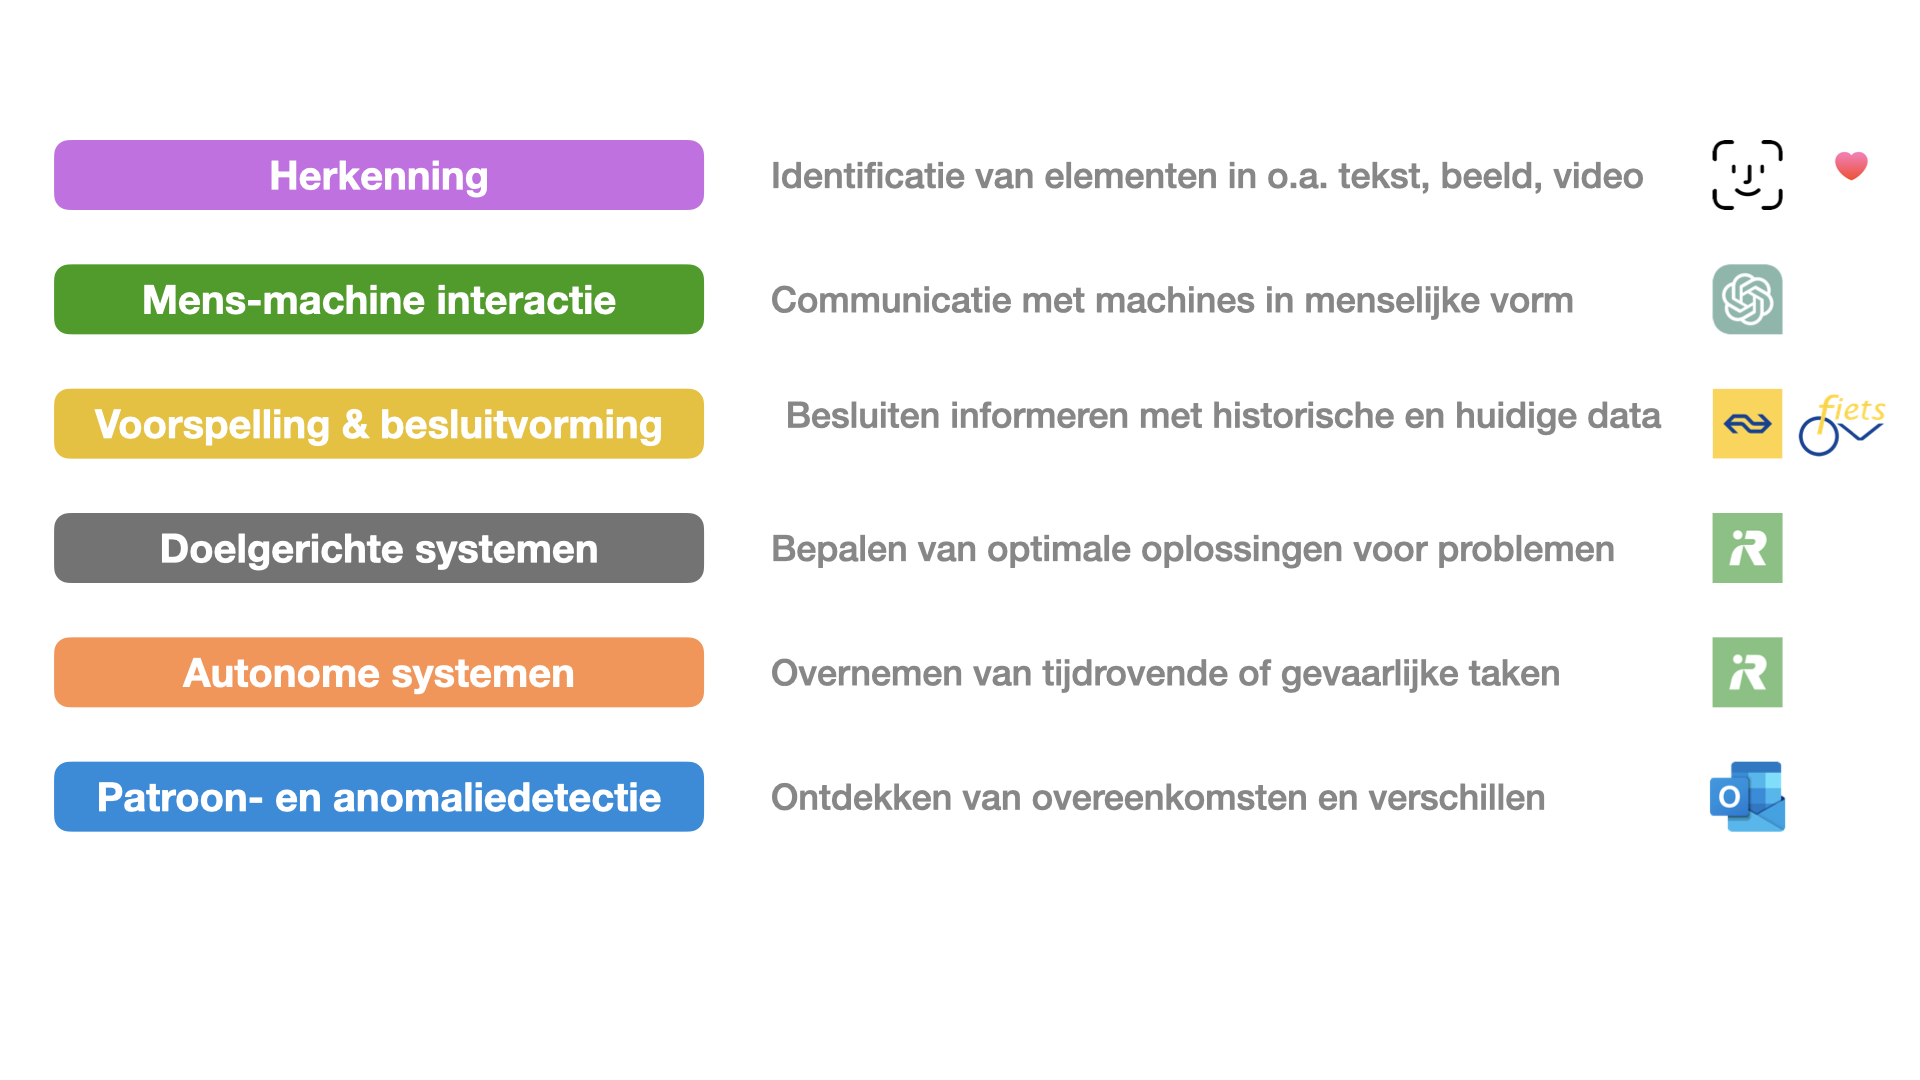 Herkenning
Identificatie van elementen in o.a. tekst, beeld, video
Mens-machine interactie
Communicatie met machines in menselijke vorm
Voorspelling & besluitvorming
Besluiten informeren met historische en huidige data
fiets
Doelgerichte systemen
Bepalen van optimale oplossingen voor problemen
iR
Autonome systemen
Overnemen van tijdrovende of gevaarlijke taken
iR
Patroon- en anomaliedetectie
Ontdekken van overeenkomsten en verschillen
O